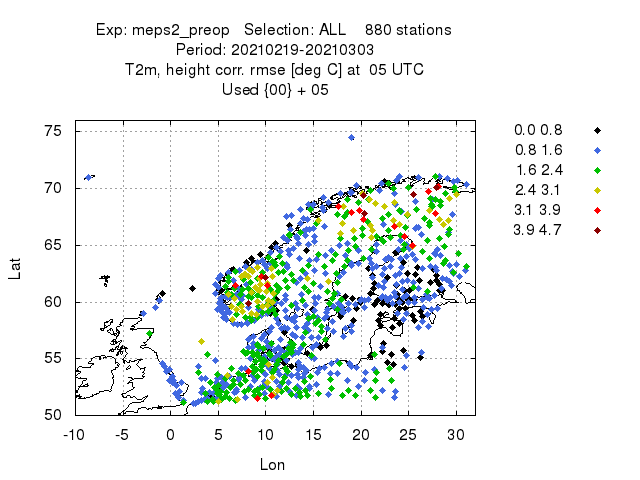 Exp: meps2_preop   Selection: ALL    880 stations
Period: 20210219-20210303
T2m, height corr. rmse [deg C] at  05 UTC
Used {00} + 05
0.0 0.8
0.8 1.6
1.6 2.4
2.4 3.1
3.1 3.9
3.9 4.7
75
70
65
60
55
50
Lat
-10 -5 0 5 10 15 20 25 30
Lon